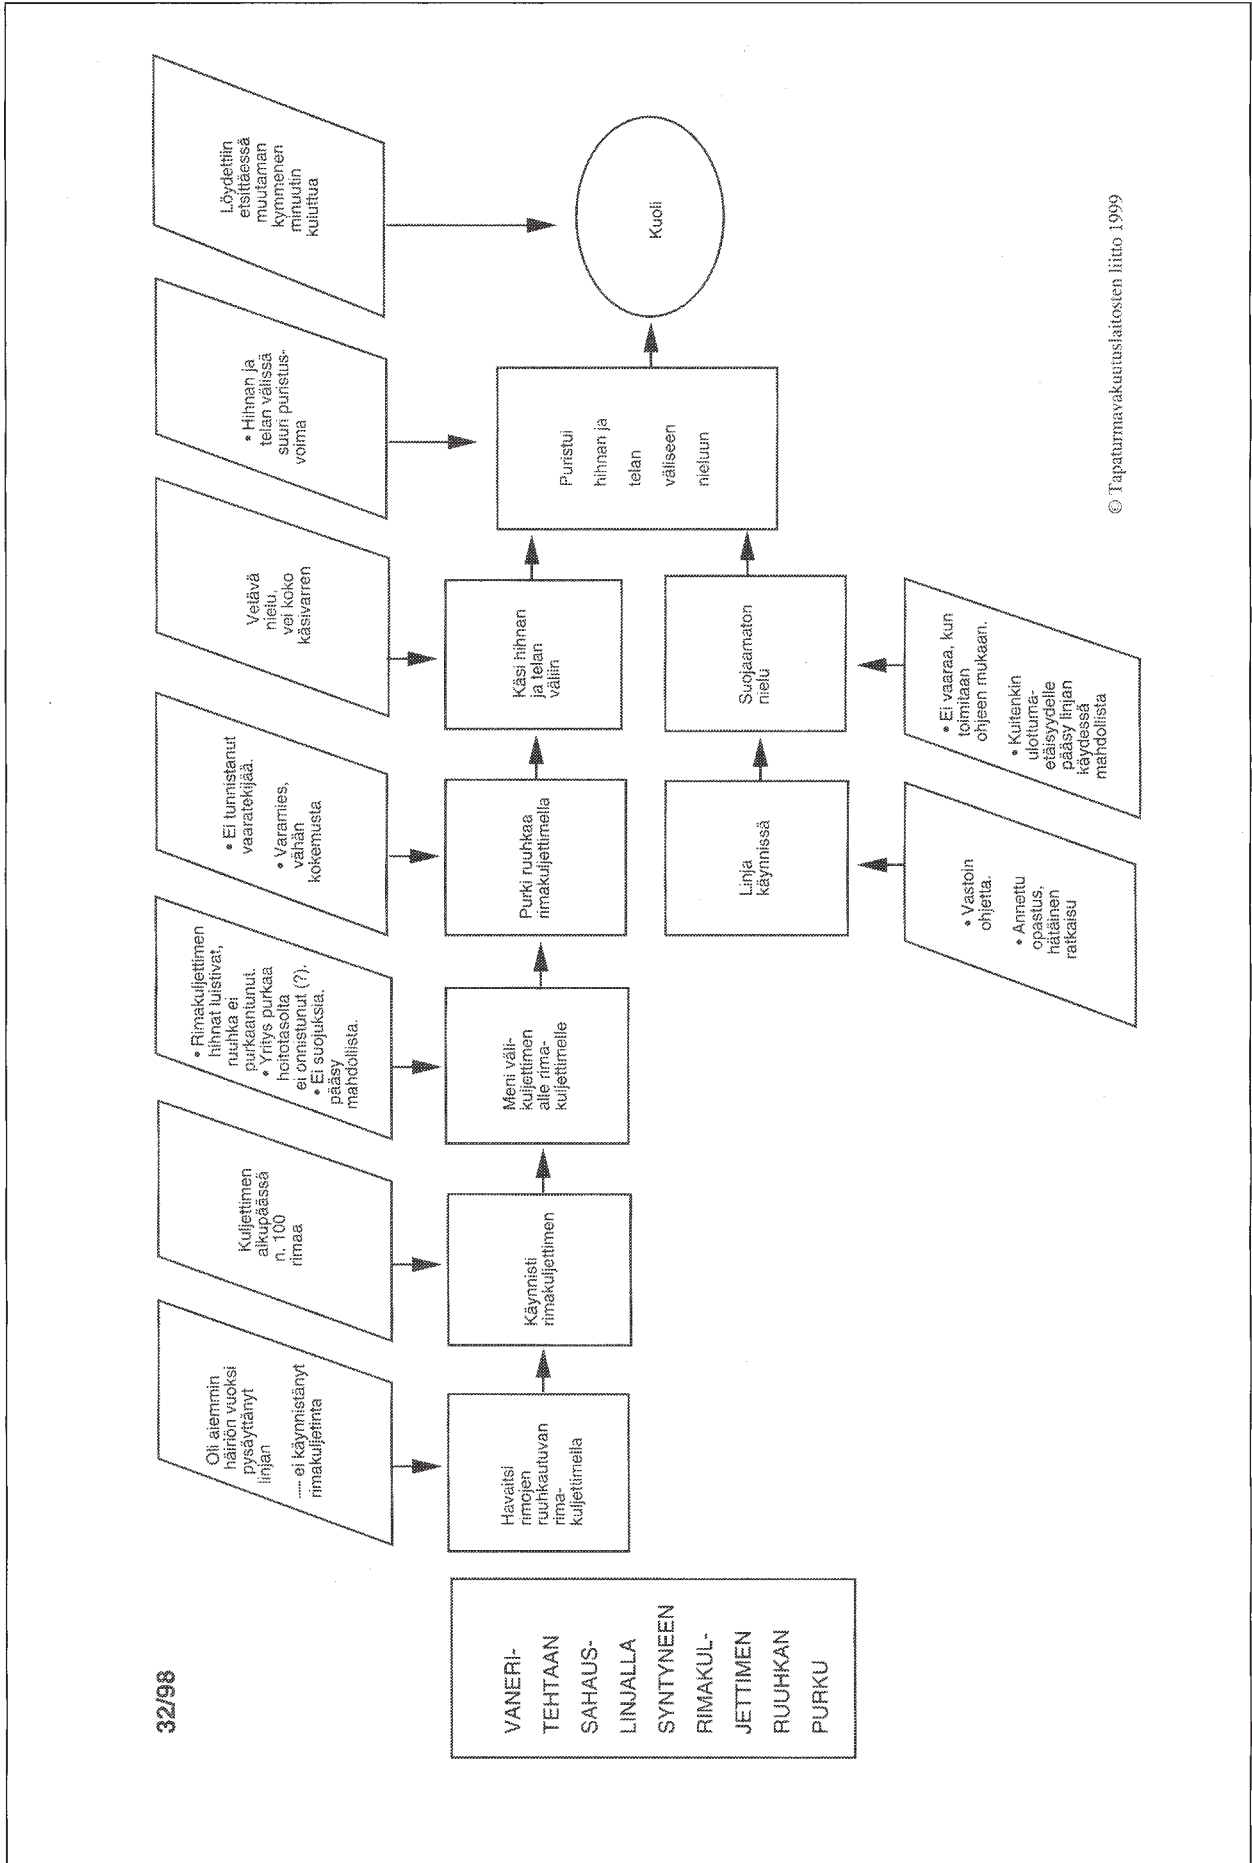 32/98
VANERI-
TEHTAAN
SAHAUS-
LINJALLA
SYNTYNEEN
RIMAKUL-
JETTIMEN
RUUHKAN
PURKU
Oli aiemmin
häiriön vuoksi
pysäyttänyt
linjan
— ei käynnistänyt
rimakuljetinta
Havaitsi
rimojen
ruuhkautuvan
rima-
kuljettimella
Kuljettimen
alkupäässä
n. 100
rimaa
Käynnisti
rimakuljettimen
• Rimakuljettimen
hihnat luistivat,
ruuhka ei
purkaantunut.
• Yritys purkaa
hoitotasolta
ei onnistunut (?).
• Ei suojuksia,
pääsy
mahdollista.
Meni väli-
kuljettimen
alle rima-
kuljettimelle
• Ei tunnistanut
vaaratekijää.
• Varamies,
vähän
kokemusta
Purki ruuhkaa
rimakuljettimella
Vetävä
nielu,
vei koko
käsivarren
Käsi hihnan
ja telan
väliin
• Hihnan ja
telan välissä
suuri puristus-
voima
Puristui
hihnan ja
telan
väliseen
nieluun
Löydettiin
etsittäessä
muutaman
kymmenen
minuutin
kuluttua
Kuoli
Linja
käynnissä
• Vastoin
ohjetta.
• Annettu
opastus,
hätäinen
ratkaisu
Suojaamaton
nielu
• Ei vaaraa, kun
toimitaan
ohjeen mukaan.
• Kuitenkin
ulottuma-
etäisyydelle
pääsy linjan
käydessä
mahdollista
© Tapaturmavakuutuslaitosten liitto 1999